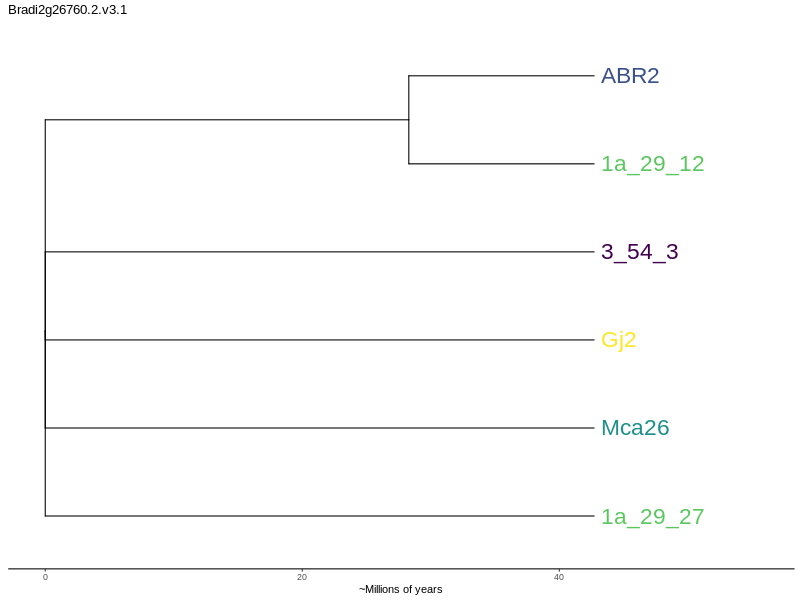 Bradi2g26760.2.v3.1
ABR2
1a_29_12
3_54_3
Gj2
Mca26
1a_29_27
0 20 40
~Millions of years